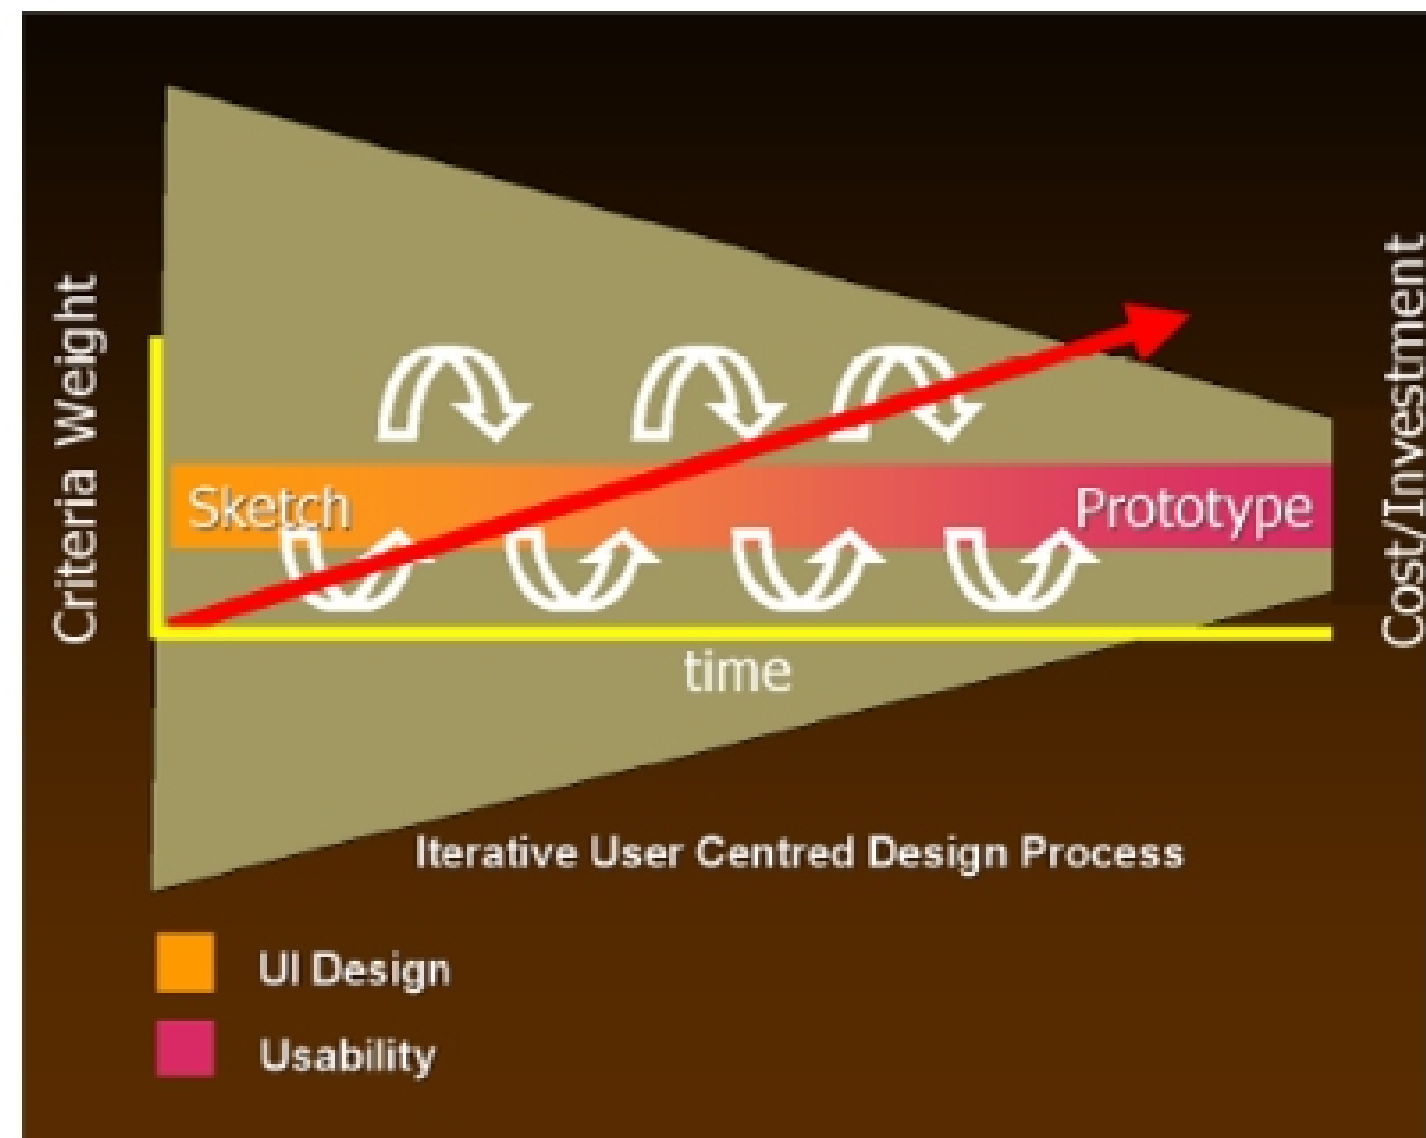 Criteria Weight
Cost/Investment
Sketch
Prototype
time
Iterative User Centred Design Process
UI Design
Usability